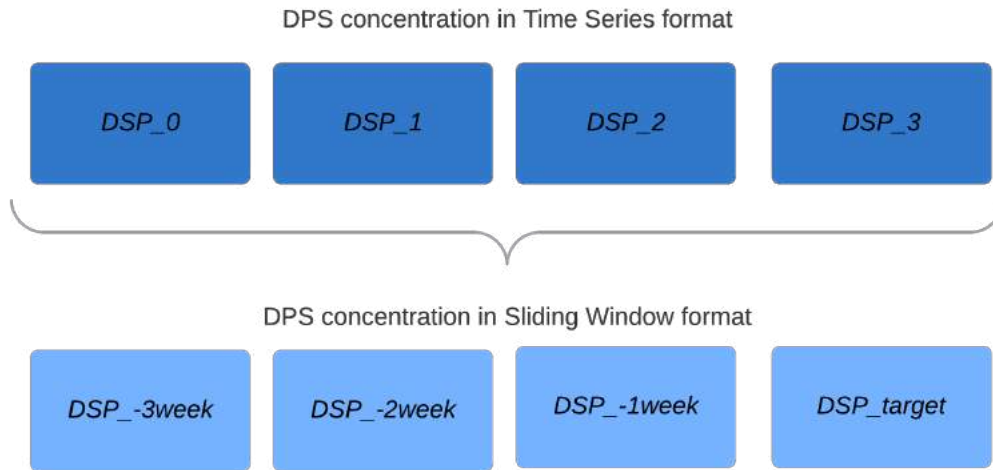 DPS concentration in Time Series format
DSP_0 DSP_1 DSP_2 DSP_3
DPS concentration in Sliding Window format
DSP_-3week DSP_-2week DSP_-1week DSP_target